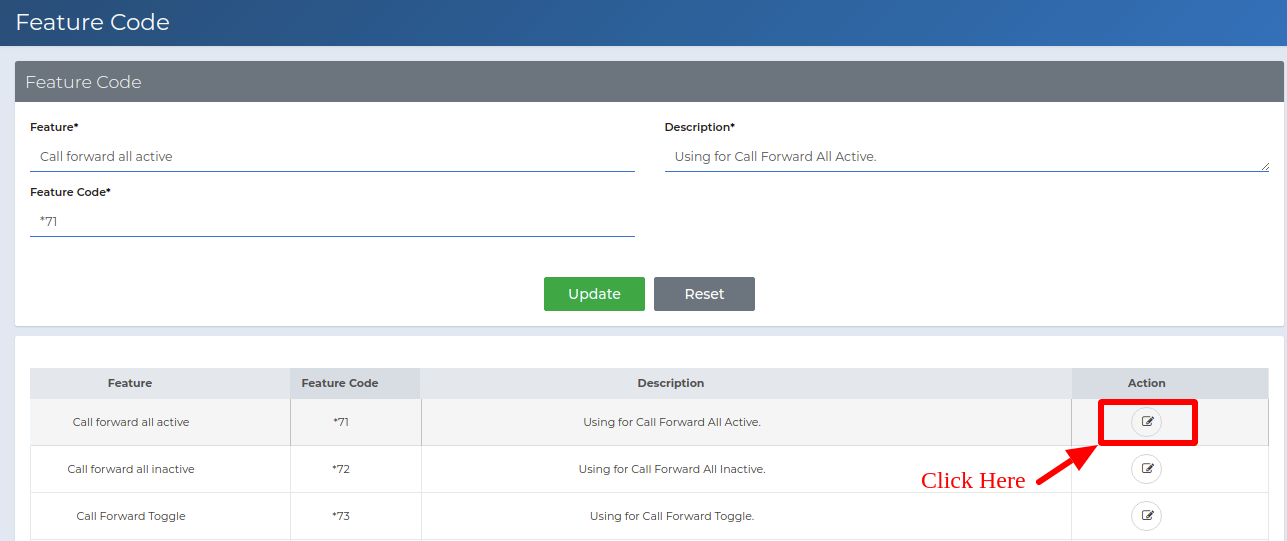 Feature Code
Feature Code
Feature* Description*
Call forward all active Using for Call Forward All Active.
Feature Code*
*71
Update Reset
Feature Feature Code Description Action
Call forward all active *71 Using for Call Forward All Active.
Call forward all inactive *72 Using for Call Forward All Inactive.
Click Here
Call Forward Toggle *73 Using for Call Forward Toggle.